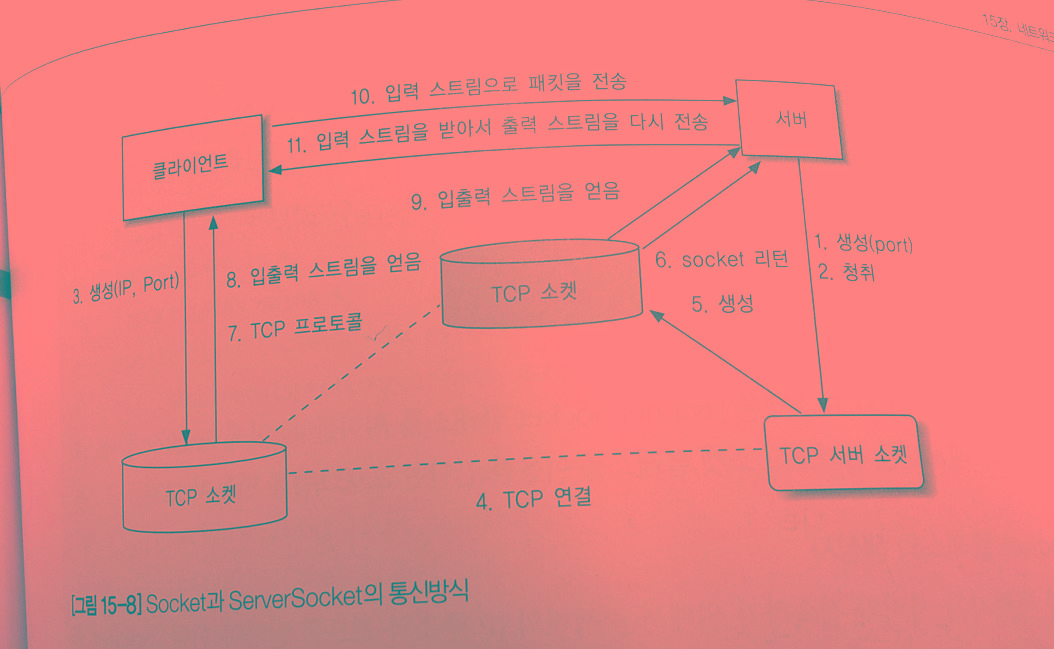 15장. 네트워크
10. 입력 스트림으로 패킷을 전송
11. 입력 스트림을 받아서 출력 스트림을 다시 전송
클라이언트
서버
9. 입출력 스트림을 얻음
3. 생성(IP, Port)
8. 입출력 스트림을 얻음
7. TCP 프로토콜
TCP 소켓
6. socket 리턴
5. 생성
1. 생성(port)
2. 청취
TCP 소켓
4. TCP 연결
TCP 서버 소켓
[그림 15-8] Socket과 ServerSocket의 통신방식